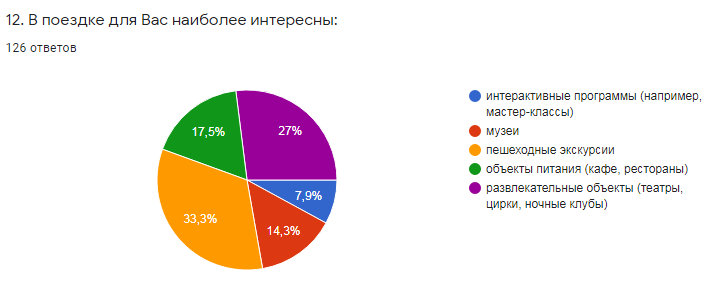 12. В поездке для Вас наиболее интересны:
126 ответов
27%
17,5%
7,9%
33,3%
14,3%
интерактивные программы (например,
мастер-классы)
музеи
пешеходные экскурсии
объекты питания (кафе, рестораны)
развлекательные объекты (театры,
цирки, ночные клубы)